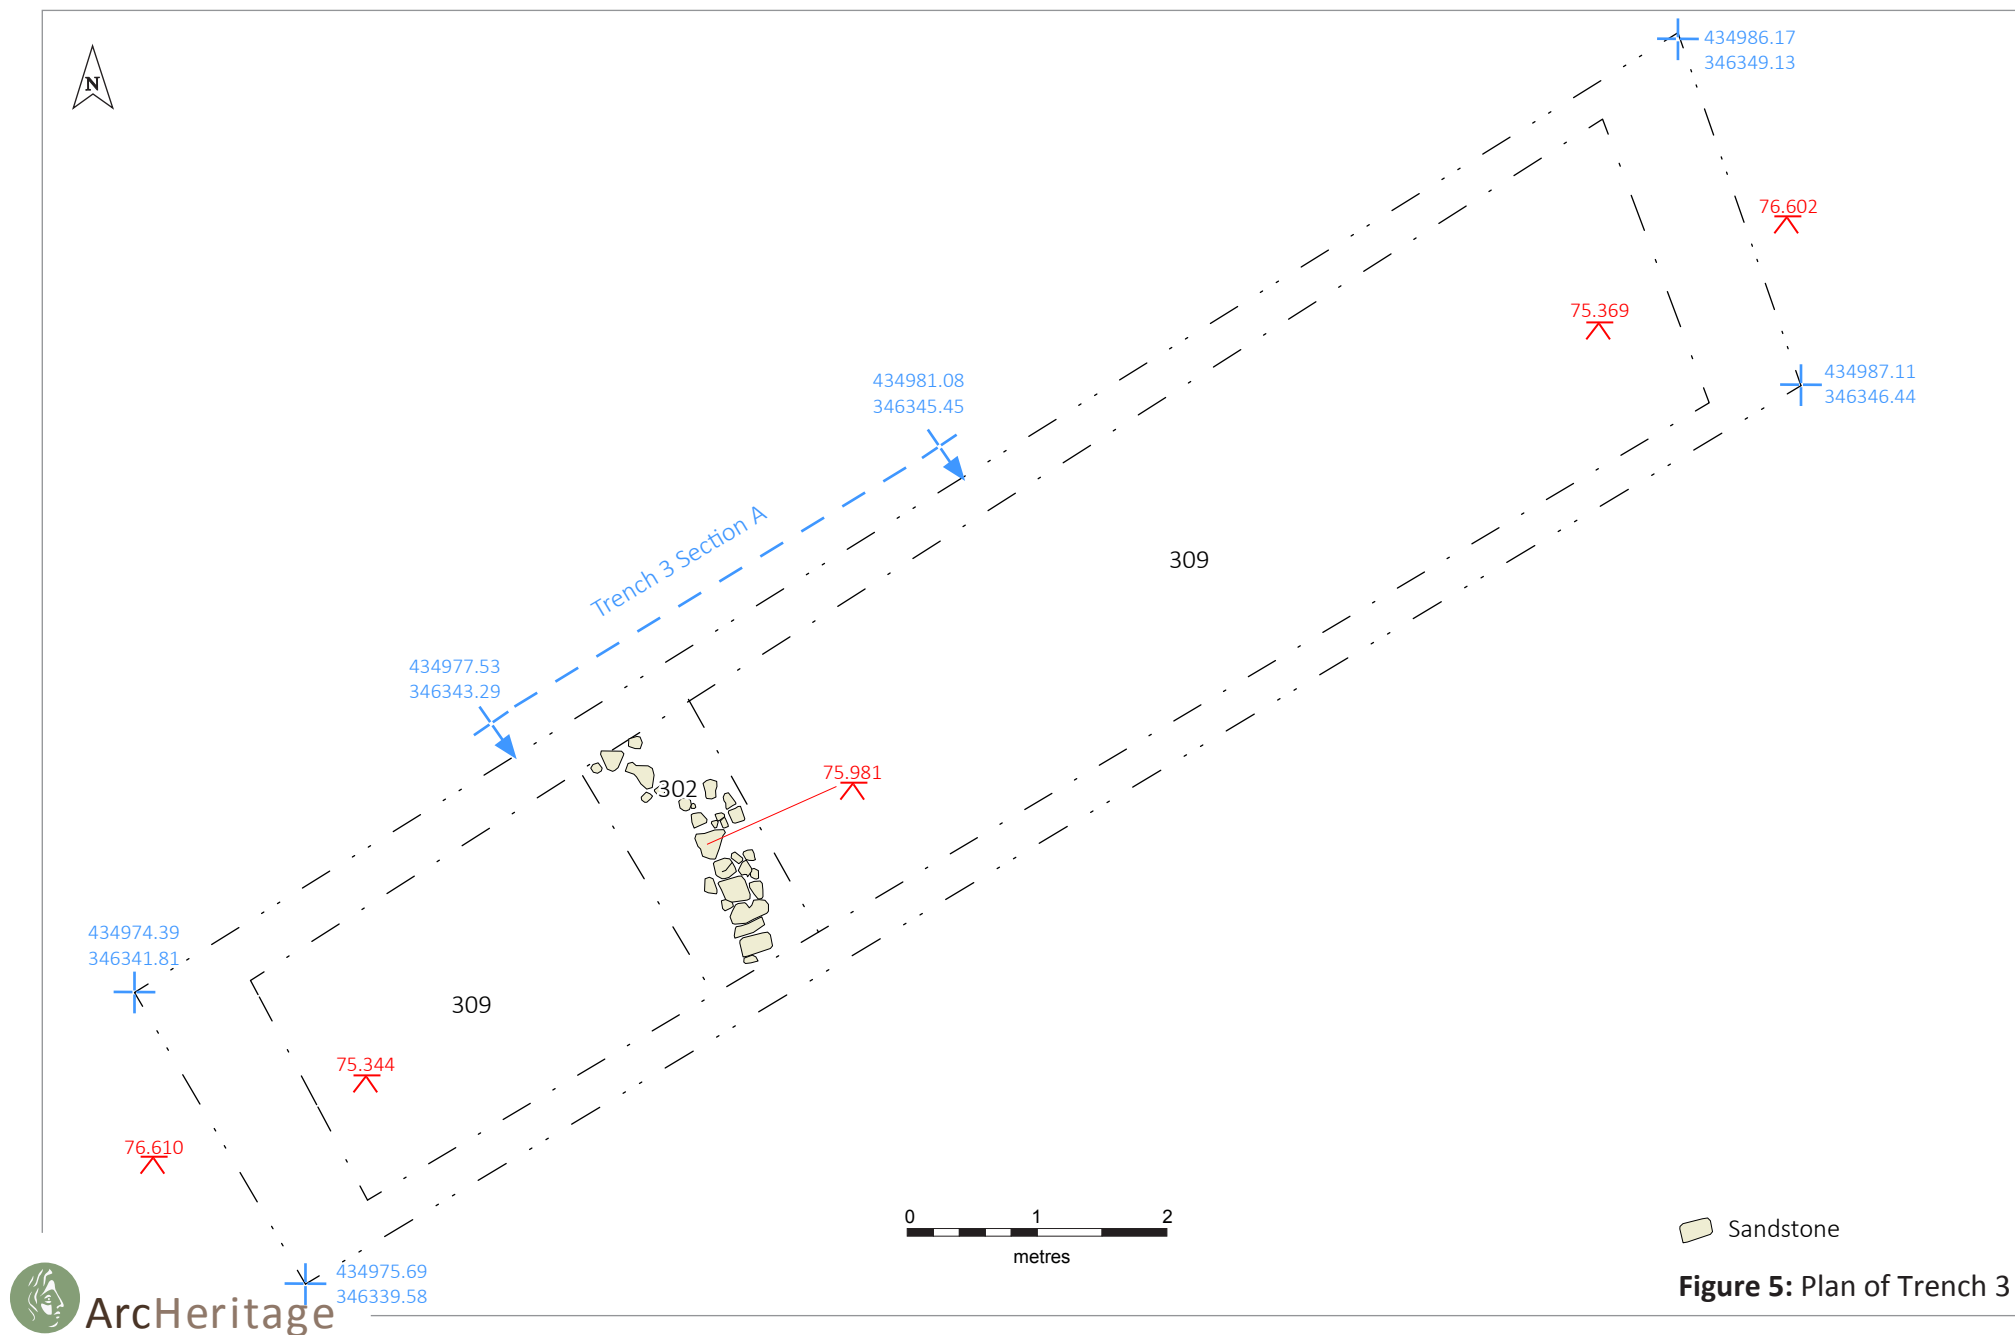 434986.17
346349.13
N
76.602
75.369
434987.11
346346.44
434981.08
346345.45
Trench 3 Section A
309
434977.53
346343.29
75.981
302
434974.39
346341.81
309
75.344
76.610
0 1 2
metres
Sandstone
434975.69
346339.58
Figure 5: Plan of Trench 3
ArcHeritage